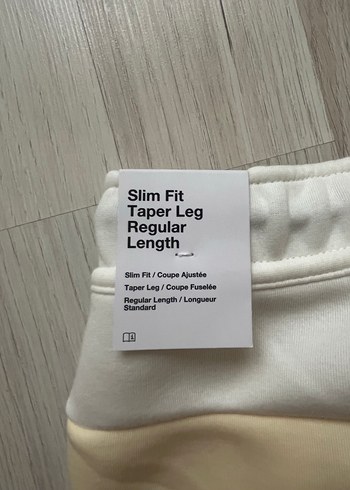 Slim Fit
Taper Leg
Regular
Length
Slim Fit / Coupe Ajustée
Taper Leg / Coupe Fuselée
Regular Length / Longueur
Standard